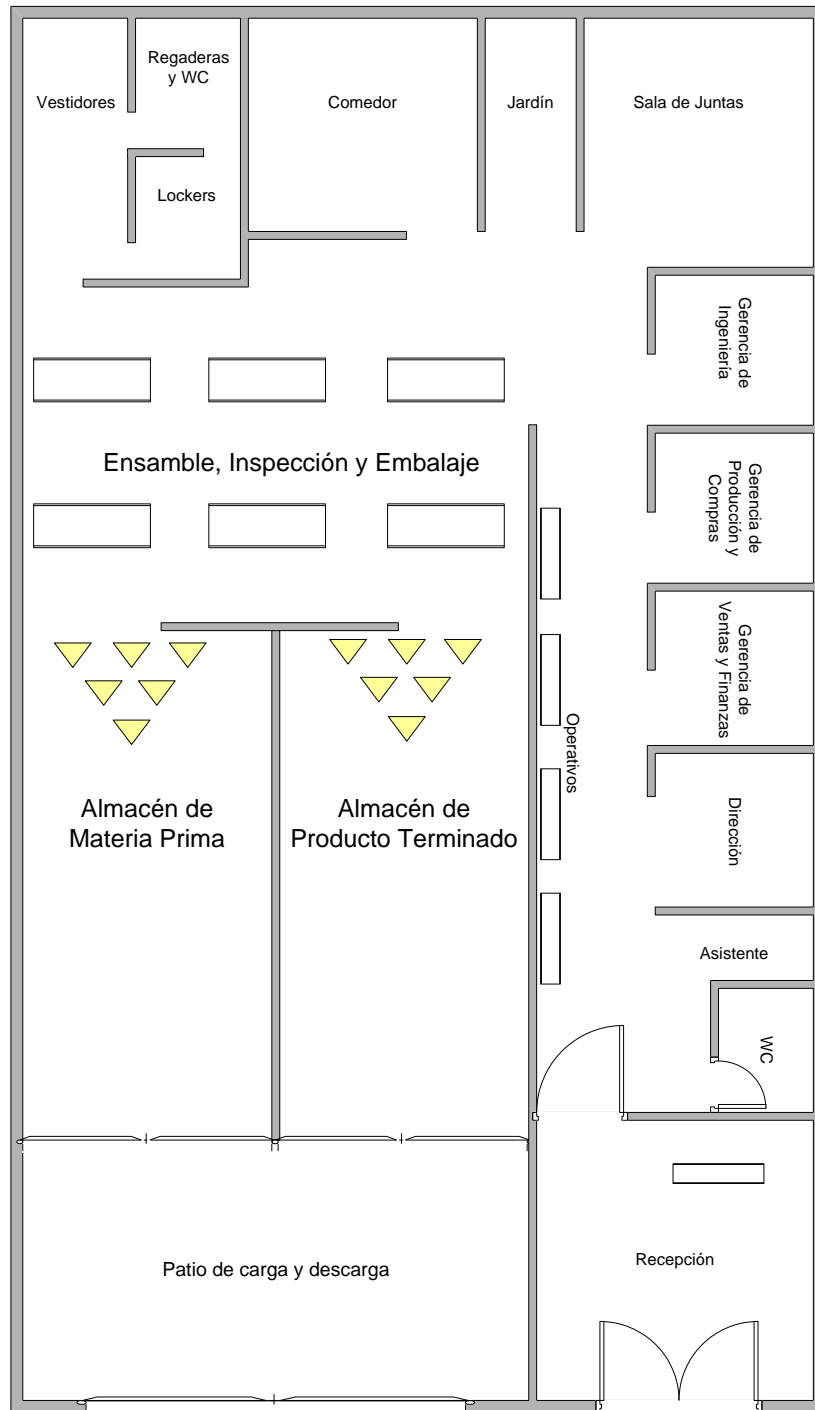 Regaderas
y WC
Vestidores
Comedor
Jardín
Sala de Juntas
Lockers
Gerencia de
Ingeniería
Ensamble, Inspección y Embalaje
Gerencia de
Producción y
Compras
Gerencia de
Ventas y Finanzas
Operativos
Almacén de
Materia Prima
Almacén de
Producto Terminado
Dirección
Asistente
WC
Patio de carga y descarga
Recepción